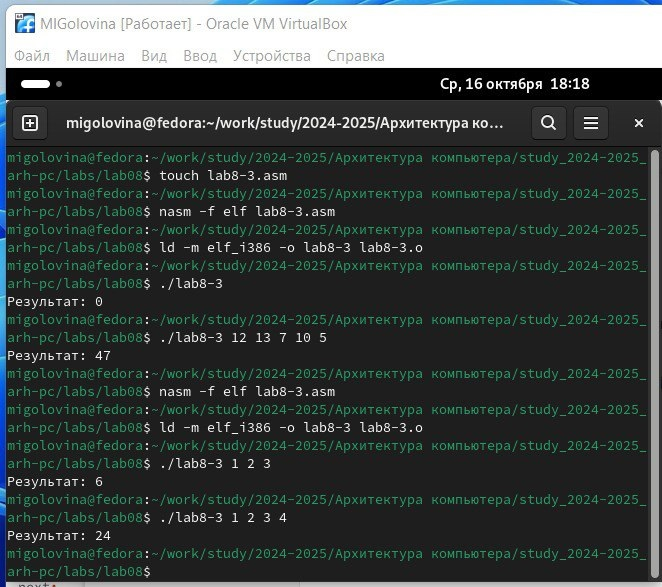 MIGolovina [Работает] - Oracle VM VirtualBox
Файл Машина Вид Ввод Устройства Справка
Ср, 16 октября 18:18
migolovina@fedora:~/work/study/2024-2025/Архитектура ко...
migolovina@fedora:~/work/study/2024-2025/Архитектура компьютера/study_2024-2025_
arh-pc/labs/lab08$ touch lab8-3.asm
migolovina@fedora:~/work/study/2024-2025/Архитектура компьютера/study_2024-2025_
arh-pc/labs/lab08$ nasm -f elf lab8-3.asm
migolovina@fedora:~/work/study/2024-2025/Архитектура компьютера/study_2024-2025_
arh-pc/labs/lab08$ ld -m elf_i386 -o lab8-3 lab8-3.o
migolovina@fedora:~/work/study/2024-2025/Архитектура компьютера/study_2024-2025_
arh-pc/labs/lab08$ ./lab8-3
Результат: 0
migolovina@fedora:~/work/study/2024-2025/Архитектура компьютера/study_2024-2025_
arh-pc/labs/lab08$ ./lab8-3 12 13 7 10 5
Результат: 47
migolovina@fedora:~/work/study/2024-2025/Архитектура компьютера/study_2024-2025_
arh-pc/labs/lab08$ nasm -f elf lab8-3.asm
migolovina@fedora:~/work/study/2024-2025/Архитектура компьютера/study_2024-2025_
arh-pc/labs/lab08$ ld -m elf_i386 -o lab8-3 lab8-3.o
migolovina@fedora:~/work/study/2024-2025/Архитектура компьютера/study_2024-2025_
arh-pc/labs/lab08$ ./lab8-3 1 2 3
Результат: 6
migolovina@fedora:~/work/study/2024-2025/Архитектура компьютера/study_2024-2025_
arh-pc/labs/lab08$ ./lab8-3 1 2 3 4
Результат: 24
migolovina@fedora:~/work/study/2024-2025/Архитектура компьютера/study_2024-2025_
arh-pc/labs/lab08$